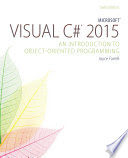 MICROSOFT®
VISUAL C#® 2015
AN INTRODUCTION TO
OBJECT-ORIENTED PROGRAMMING
Joyce Farrell